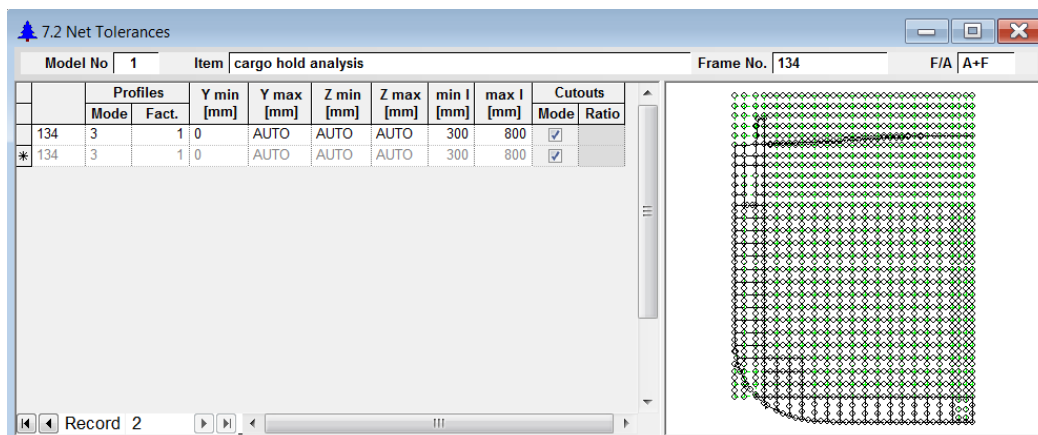 7.2 Net Tolerances
Model No 1 Item cargo hold analysis Frame No. 134 F/A A+F
Profiles Y min Y max Z min Z max min l max l Cutouts
Mode Fact. [mm] [mm] [mm] [mm] [mm] [mm] Mode Ratio
134 3 1 0 AUTO AUTO AUTO 300 800
* 134 3 1 0 AUTO AUTO AUTO 300 800
Record 2